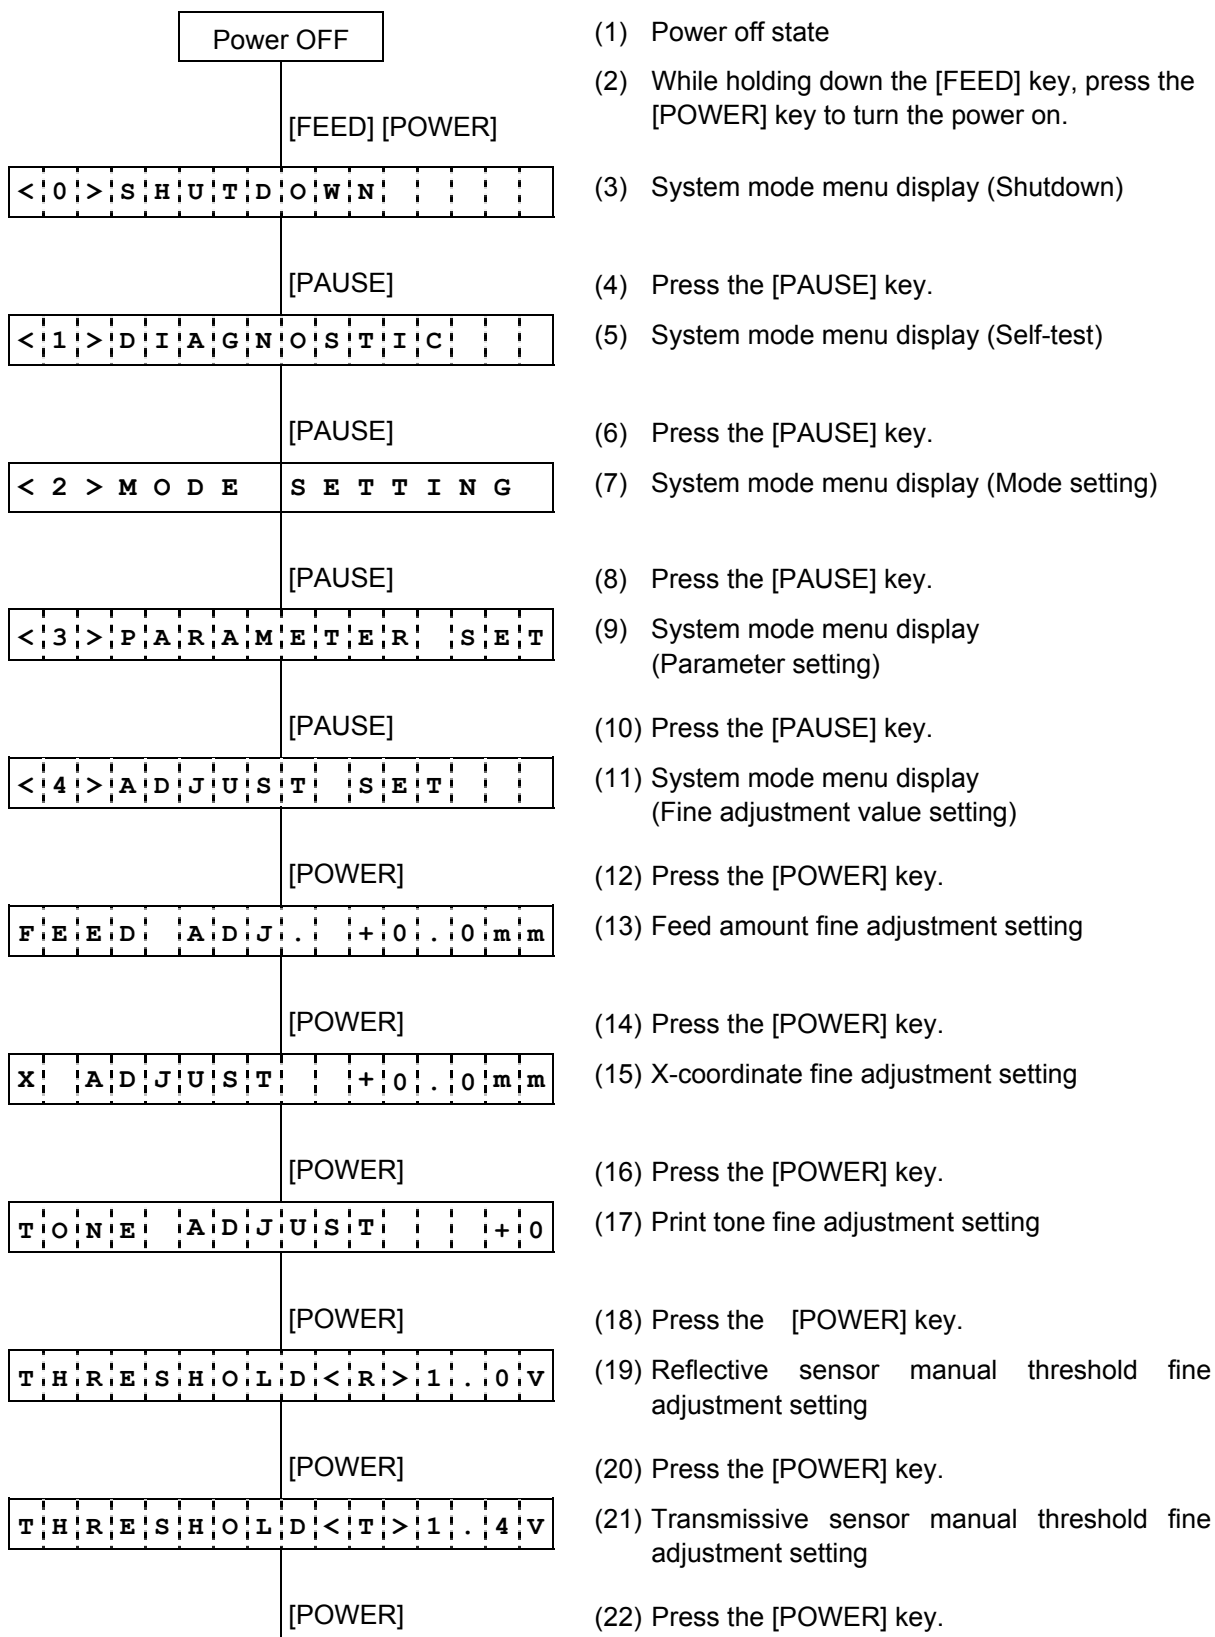 Power OFF
(1) Power off state
(2) While holding down the [FEED] key, press the
[POWER] key to turn the power on.
[FEED] [POWER]
<0>SHUTDOWN
(3) System mode menu display (Shutdown)
[PAUSE]
(4) Press the [PAUSE] key.
<1>DIAGNOSTIC
(5) System mode menu display (Self-test)
[PAUSE]
(6) Press the [PAUSE] key.
<2>MODE SETTING
(7) System mode menu display (Mode setting)
[PAUSE]
(8) Press the [PAUSE] key.
<3>PARAMETER SET
(9) System mode menu display
(Parameter setting)
[PAUSE]
(10) Press the [PAUSE] key.
<4>ADJUST SET
(11) System mode menu display
(Fine adjustment value setting)
[POWER]
(12) Press the [POWER] key.
FEED ADJ. +0.0mm
(13) Feed amount fine adjustment setting
[POWER]
(14) Press the [POWER] key.
X ADJUST +0.0mm
(15) X-coordinate fine adjustment setting
[POWER]
(16) Press the [POWER] key.
TONE ADJUST +0
(17) Print tone fine adjustment setting
[POWER]
(18) Press the [POWER] key.
THRESHOLD<R>1.0V
(19) Reflective sensor manual threshold fine
adjustment setting
[POWER]
(20) Press the [POWER] key.
THRESHOLD<T>1.4V
(21) Transmissive sensor manual threshold fine
adjustment setting
[POWER]
(22) Press the [POWER] key.